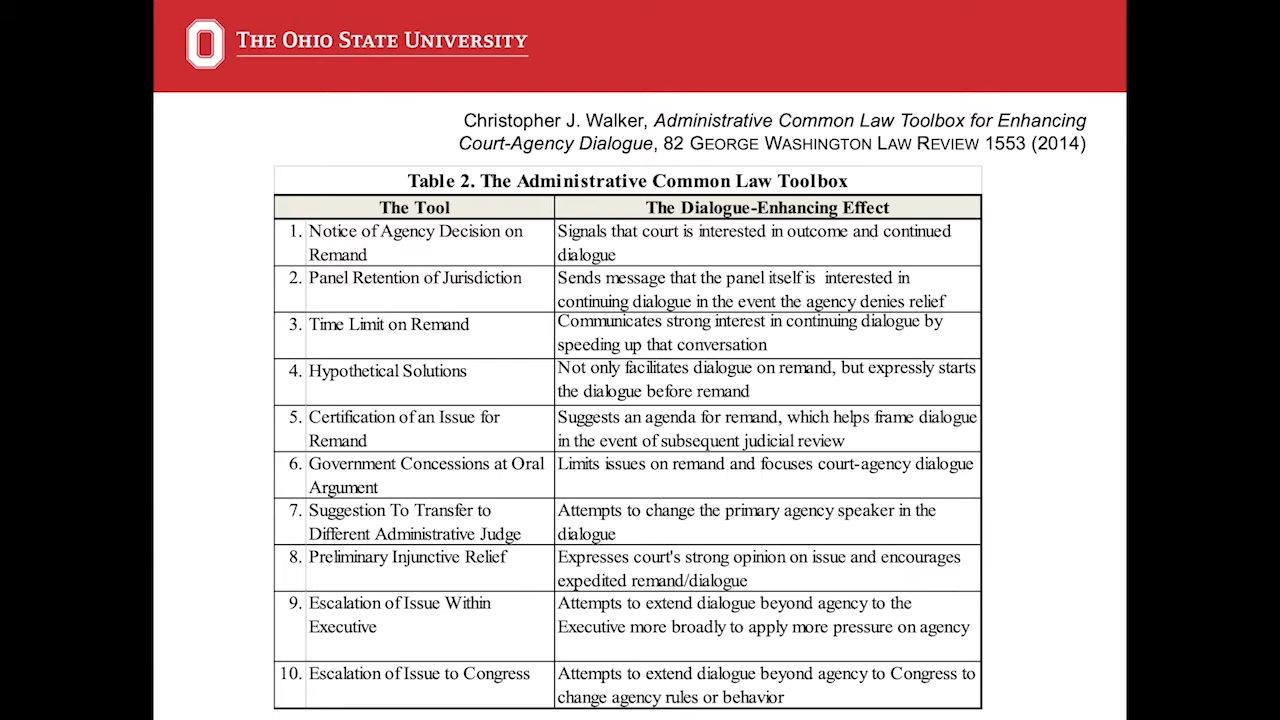 THE OHIO STATE UNIVERSITY
Christopher J. Walker, Administrative Common Law Toolbox for Enhancing
Court-Agency Dialogue, 82 GEORGE WASHINGTON LAW REVIEW 1553 (2014)
Table 2. The Administrative Common Law Toolbox
The Tool The Dialogue-Enhancing Effect
1. Notice of Agency Decision on Signals that court is interested in outcome and continued
Remand dialogue
2. Panel Retention of Jurisdiction Sends message that the panel itself is interested in
continuing dialogue in the event the agency denies relief
3. Time Limit on Remand Communicates strong interest in continuing dialogue by
speeding up that conversation
4. Hypothetical Solutions Not only facilitates dialogue on remand, but expressly starts
the dialogue before remand
5. Certification of an Issue for Suggests an agenda for remand, which helps frame dialogue
Remand in the event of subsequent judicial review
6. Government Concessions at Oral Limits issues on remand and focuses court-agency dialogue
Argument
7. Suggestion To Transfer to Attempts to change the primary agency speaker in the
Different Administrative Judge dialogue
8. Preliminary Injunctive Relief Expresses court's strong opinion on issue and encourages
expedited remand/dialogue
9. Escalation of Issue Within Attempts to extend dialogue beyond agency to the
Executive Executive more broadly to apply more pressure on agency
10. Escalation of Issue to Congress Attempts to extend dialogue beyond agency to Congress to
change agency rules or behavior